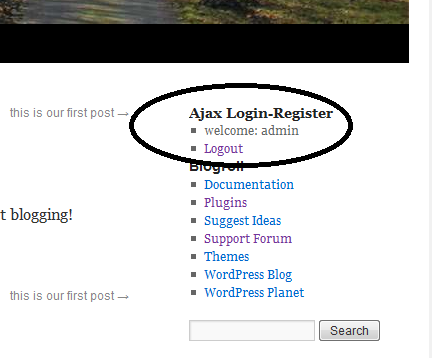 this is our first post →
Ajax Login-Register
welcome: admin
Logout
Blogroll
Documentation
Plugins
Suggest Ideas
Support Forum
Themes
WordPress Blog
WordPress Planet
t blogging!
this is our first post →
Search